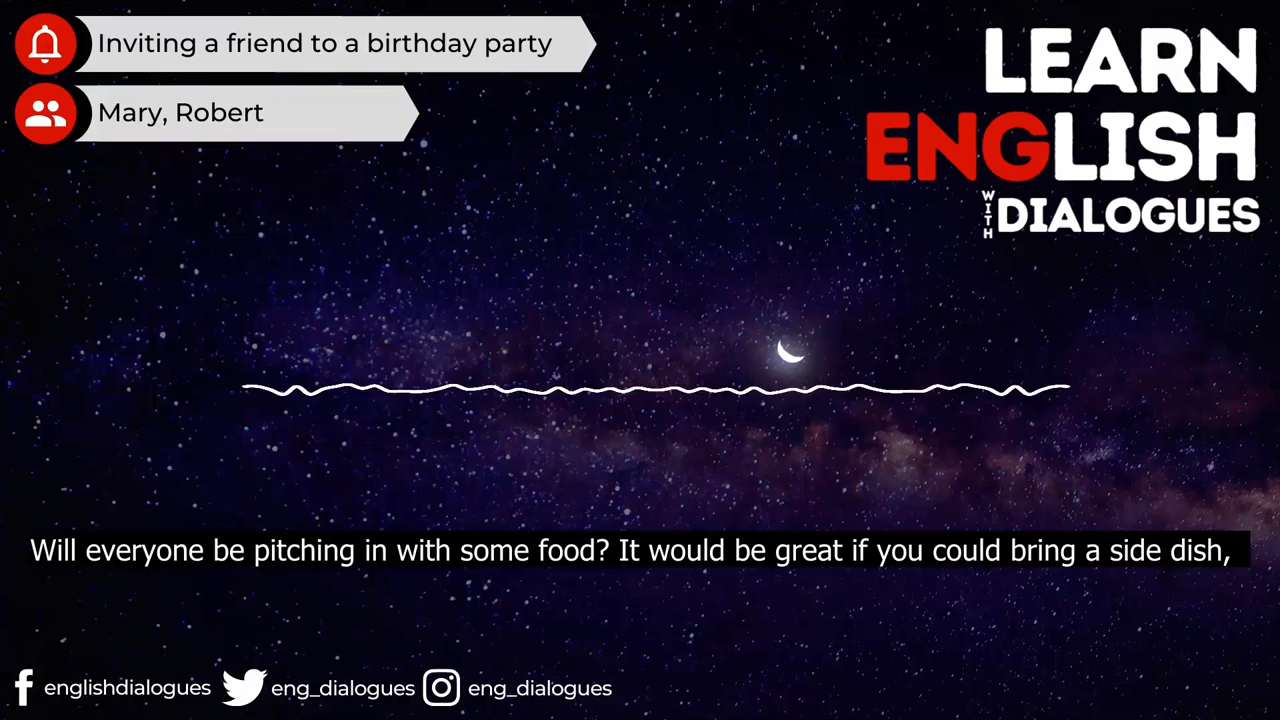 Inviting a friend to a birthday party
Mary, Robert
LEARN
ENGLISH
WITH DIALOGUES
Will everyone be pitching in with some food? It would be great if you could bring a side dish,
englishdialogues eng_dialogues eng_dialogues